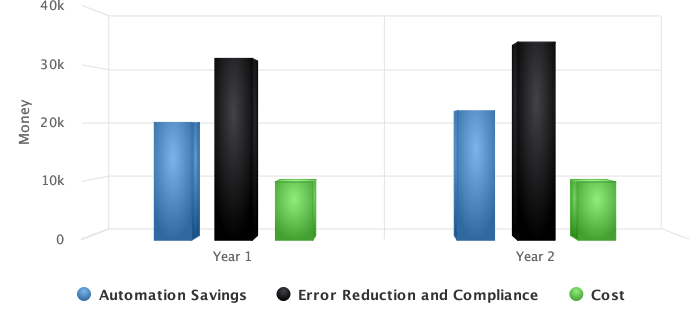 40k
30k
20k
10k
0
Money
Year 1
Year 2
Automation Savings
Error Reduction and Compliance
Cost